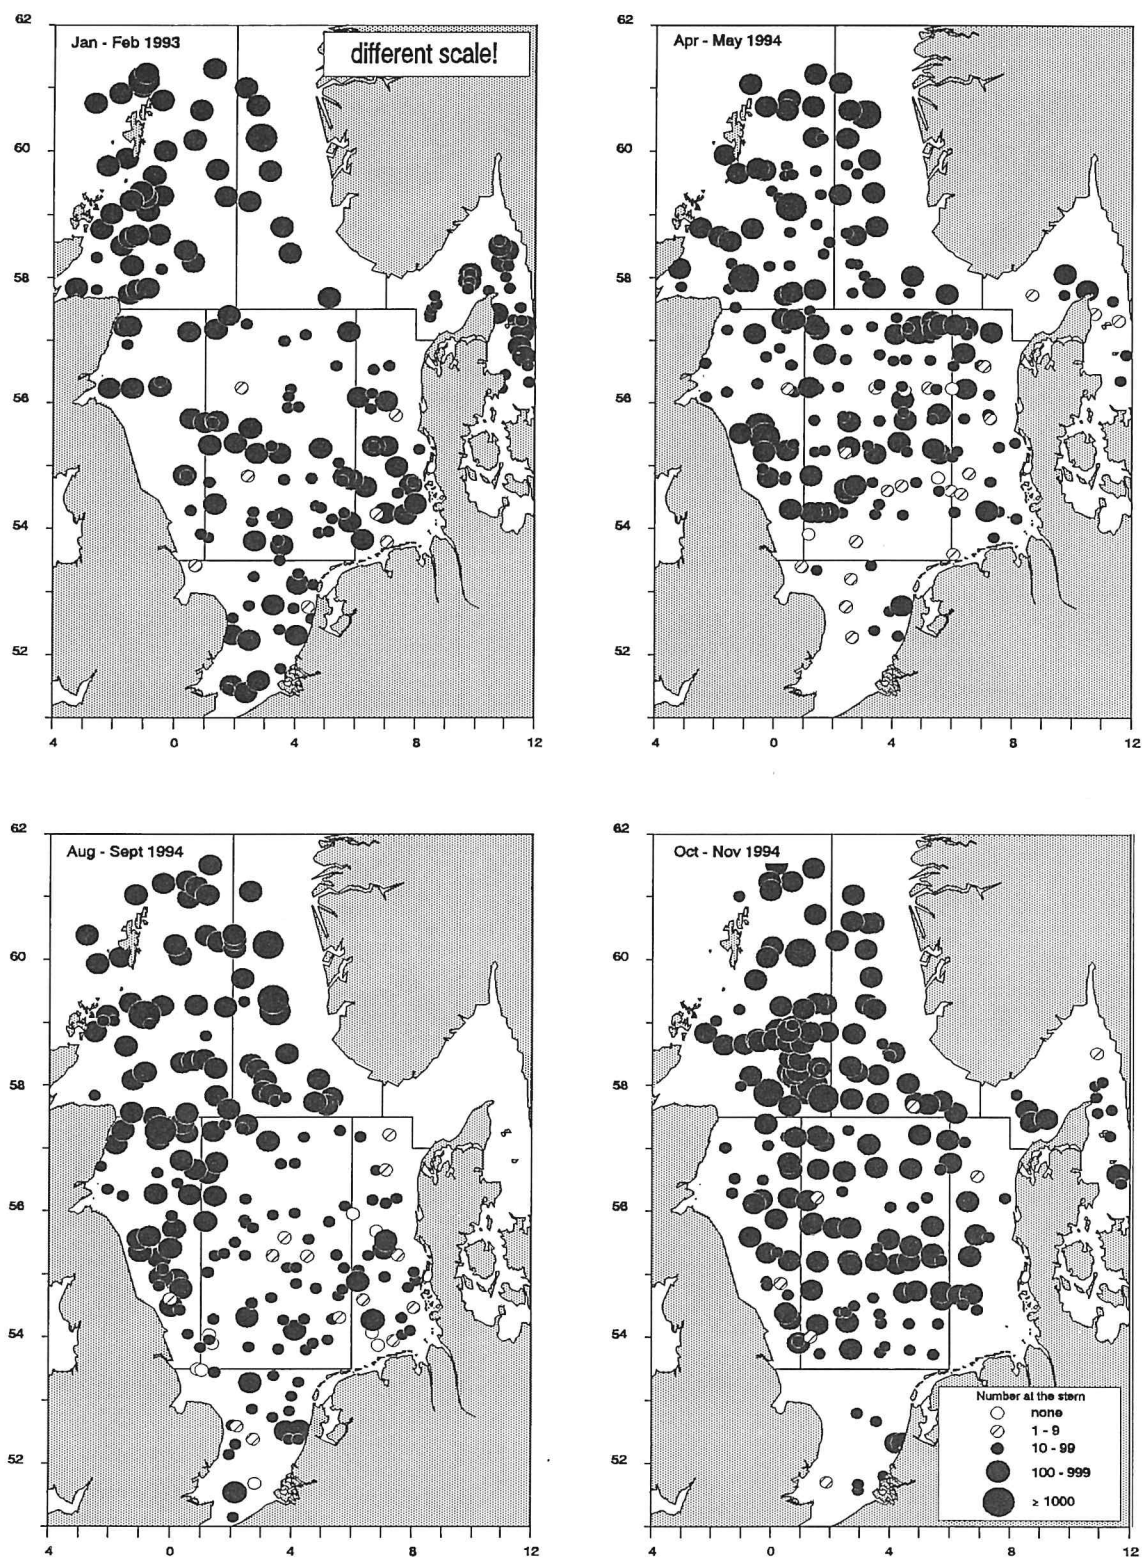 62
Jan - Feb 1993
different scale!
60
58
56
54
52
4 0 4 8 12
62
Apr - May 1994
60
58
56
54
52
4 0 4 8 12
62
Aug - Sept 1994
60
58
56
54
52
4 0 4 8 12
62
Oct - Nov 1994
60
58
56
54
52
Number at the stern
none
1 - 9
10 - 99
100 - 999
≥ 1000
4 0 4 8 12